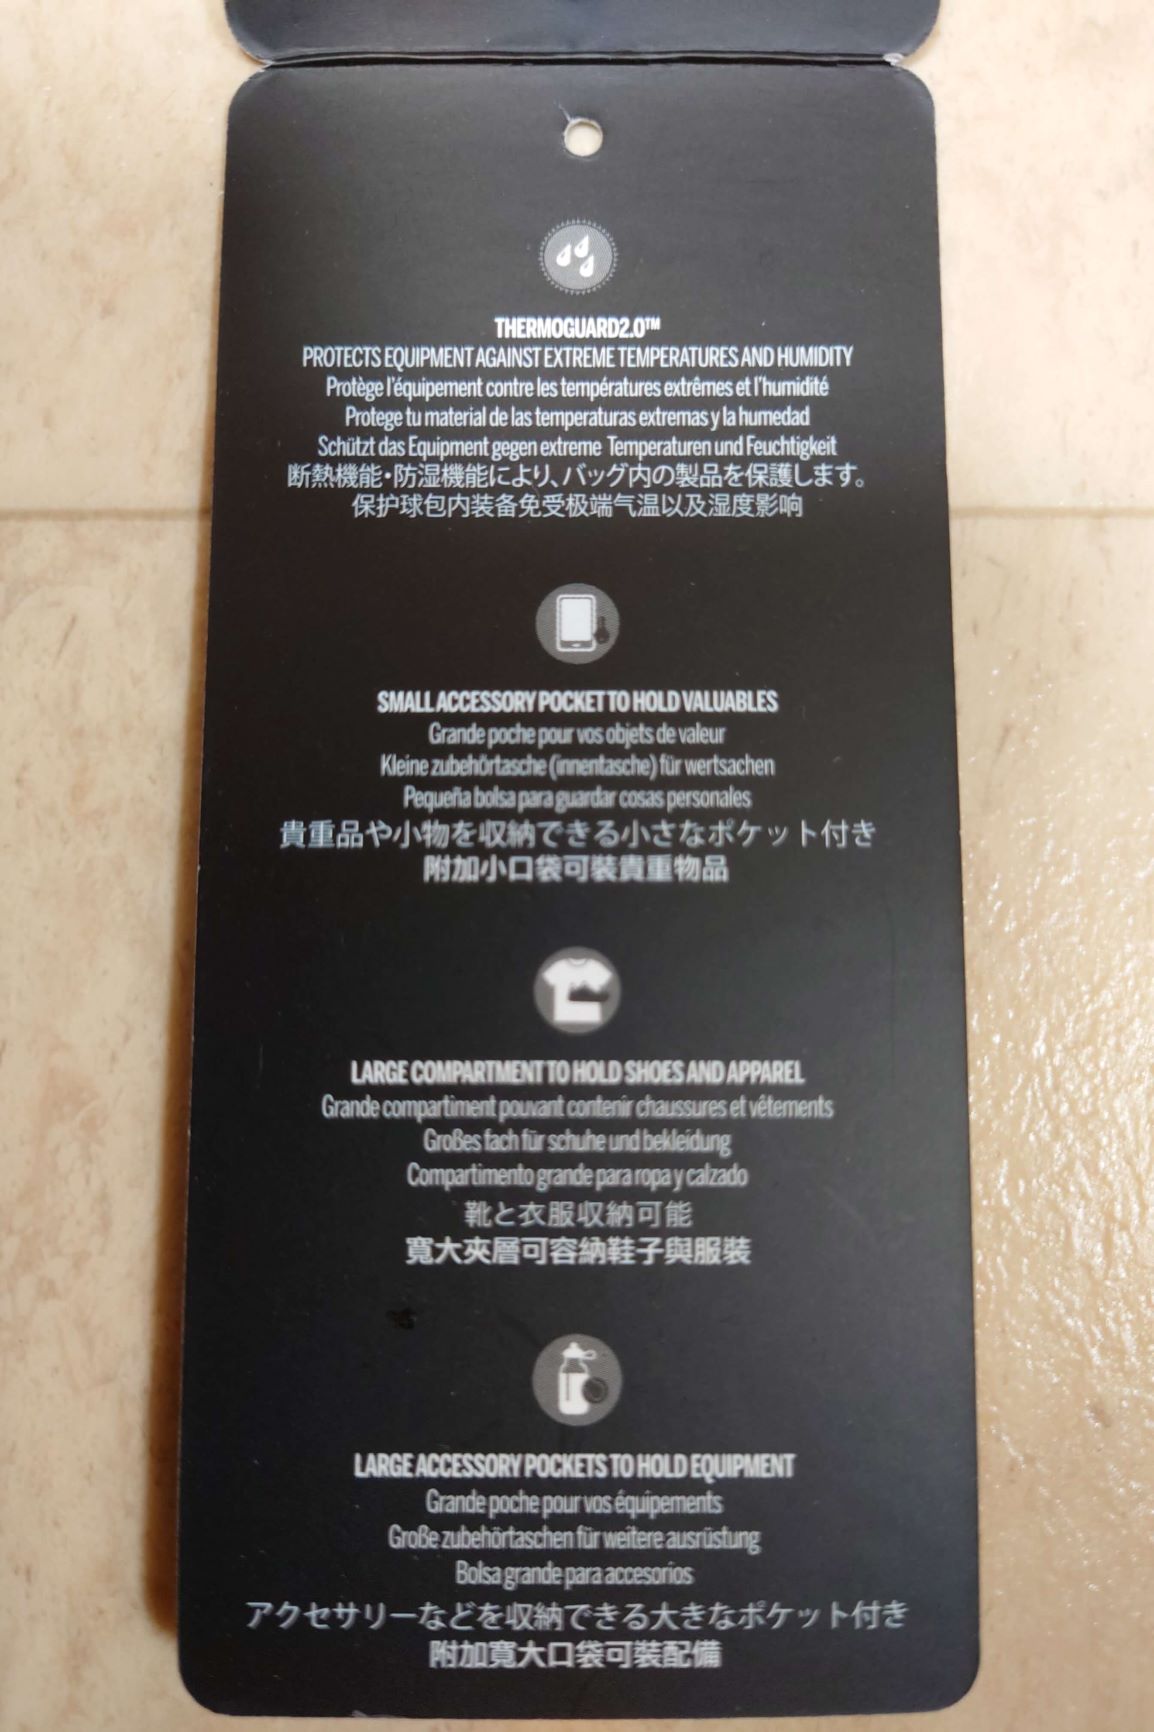 THERMOGUARD2.0™
PROTECTS EQUIPMENT AGAINST EXTREME TEMPERATURES AND HUMIDITY
Protège l'équipement contre les températures extrêmes et l'humidité
Protege tu material de las temperaturas extremas y la humedad
Schützt das Equipment gegen extreme Temperaturen und Feuchtigkeit
断熱機能・防湿機能により、バッグ内の製品を保護します。
保护球包内装备免受极端气温以及湿度影响
SMALL ACCESSORY POCKET TO HOLD VALUABLES
Grande poche pour vos objets de valeur
Kleine zubehörtasche (innentasche) für wertsachen
Pequeña bolsa para guardar cosas personales
貴重品や小物を収納できる小さなポケット付き
附加小口袋可裝貴重物品
LARGE COMPARTMENT TO HOLD SHOES AND APPAREL
Grande compartiment pouvant contenir chaussures et vêtements
Großes fach für schuhe und bekleidung
Compartimento grande para ropa y calzado
靴と衣服収納可能
寬大夾層可容納鞋子與服裝
LARGE ACCESSORY POCKETS TO HOLD EQUIPMENT
Grande poche pour vos équipements
Große zubehörtaschen für weitere ausrüstung
Bolsa grande para accesorios
アクセサリーなどを収納できる大きなポケット付き
附加寬大口袋可裝配備